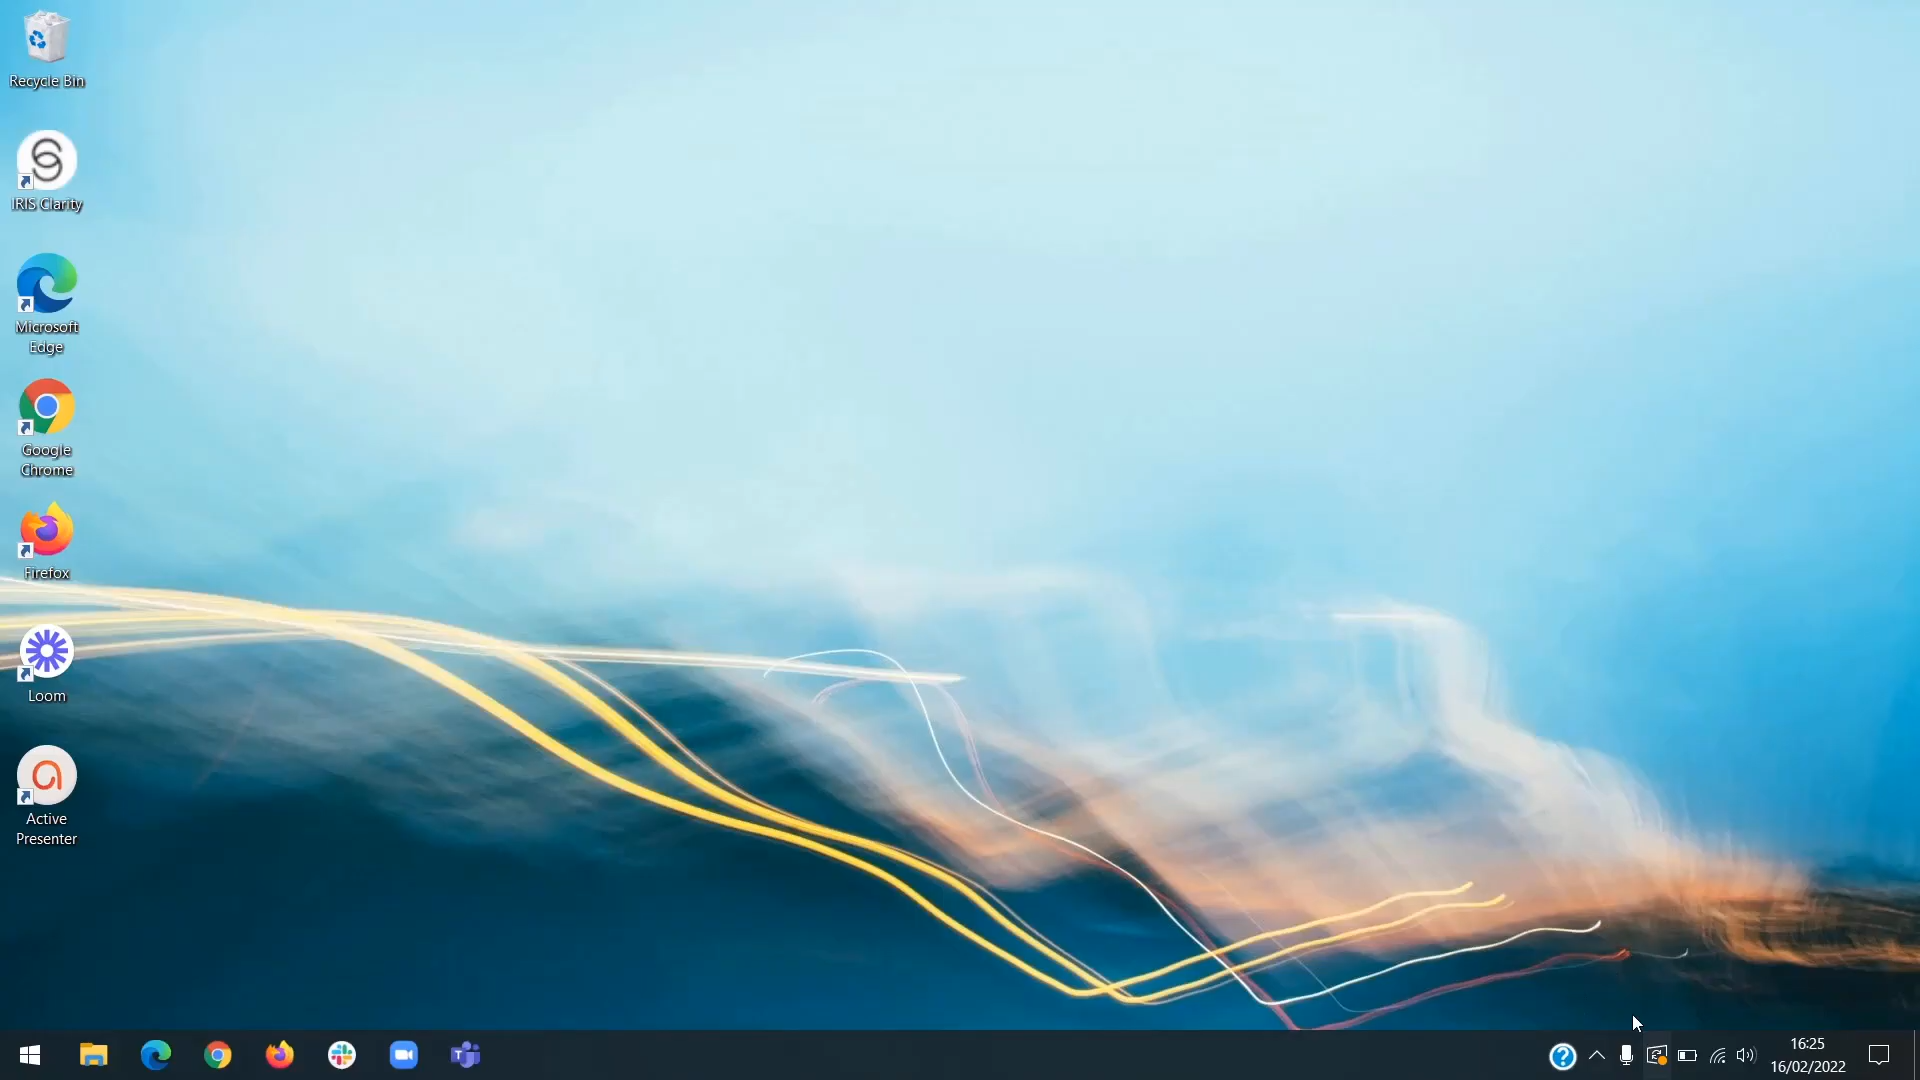 Recycle Bin
IRIS Clarity
Microsoft
Edge
Google
Chrome
Firefox
Loom
Active
Presenter
16:25
16/02/2022